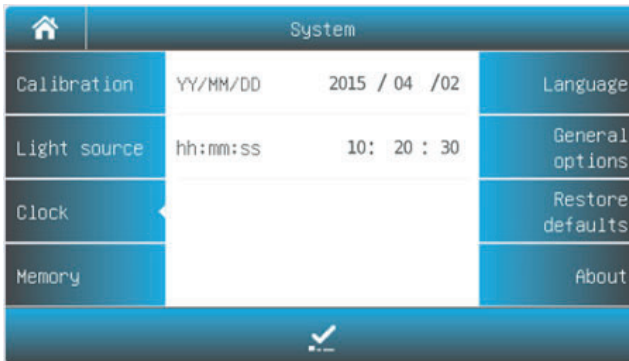 System
Calibration
YY/MM/DD 2015 / 04 /02
Language
Light source
hh:mm:ss 10: 20 : 30
General
options
Clock
Restore
defaults
Memory
About